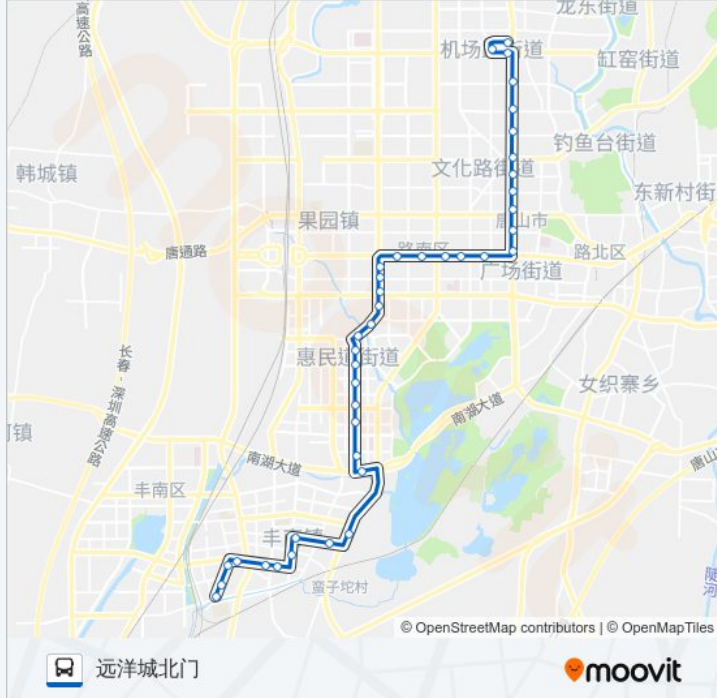 高速公路
龙东街道
机场路街道
缸窑街道
钓鱼台街道
韩城镇
文化路街道
东新村街
果园镇
唐山市
唐通路
路南区
路北区
广场街道
长春-深圳高速公路
惠民道街道
女织寨乡
南湖大道
河镇
南湖大道
唐山
丰南区
丰南镇
蛮子坨村
陡河
© OpenStreetMap contributors | © OpenMapTiles
远洋城北门
moovit